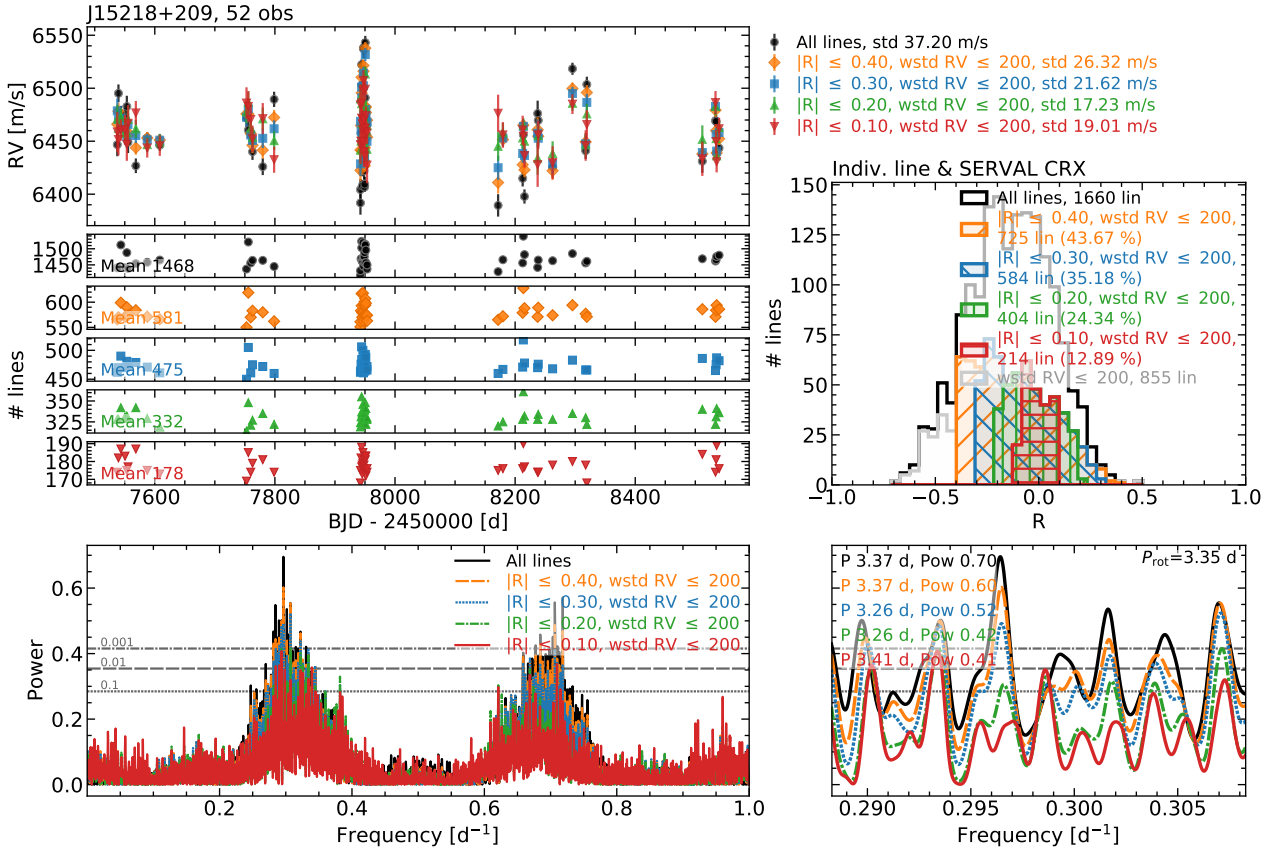 J15218+209, 52 obs
6550
6500
6450
6400
RV [m/s]
All lines, std 37.20 m/s
|R| ≤ 0.40, wstd RV ≤ 200, std 26.32 m/s
|R| ≤ 0.30, wstd RV ≤ 200, std 21.62 m/s
|R| ≤ 0.20, wstd RV ≤ 200, std 17.23 m/s
|R| ≤ 0.10, wstd RV ≤ 200, std 19.01 m/s
1500
1450
Mean 1468
600
550
Mean 581
500
450
Mean 475
350
325
Mean 332
190
180
170
Mean 178
# lines
7600 7800 8000 8200 8400
BJD - 2450000 [d]
Indiv. line & SERVAL CRX
150
125
100
75
50
25
0
# lines
All lines, 1660 lin
|R| ≤ 0.40, wstd RV ≤ 200,
725 lin (43.67 %)
|R| ≤ 0.30, wstd RV ≤ 200,
584 lin (35.18 %)
|R| ≤ 0.20, wstd RV ≤ 200,
404 lin (24.34 %)
|R| ≤ 0.10, wstd RV ≤ 200,
214 lin (12.89 %)
wstd RV ≤ 200, 855 lin
−1.0 −0.5 0.0 0.5 1.0
R
0.6
0.4
0.2
0.0
Power
0.001
0.01
0.1
All lines
|R| ≤ 0.40, wstd RV ≤ 200
|R| ≤ 0.30, wstd RV ≤ 200
|R| ≤ 0.20, wstd RV ≤ 200
|R| ≤ 0.10, wstd RV ≤ 200
0.2 0.4 0.6 0.8 1.0
Frequency [d⁻¹]
P 3.37 d, Pow 0.70
P 3.37 d, Pow 0.60
P 3.26 d, Pow 0.52
P 3.26 d, Pow 0.42
P 3.41 d, Pow 0.41
P_rot=3.35 d
0.290 0.295 0.300 0.305
Frequency [d⁻¹]